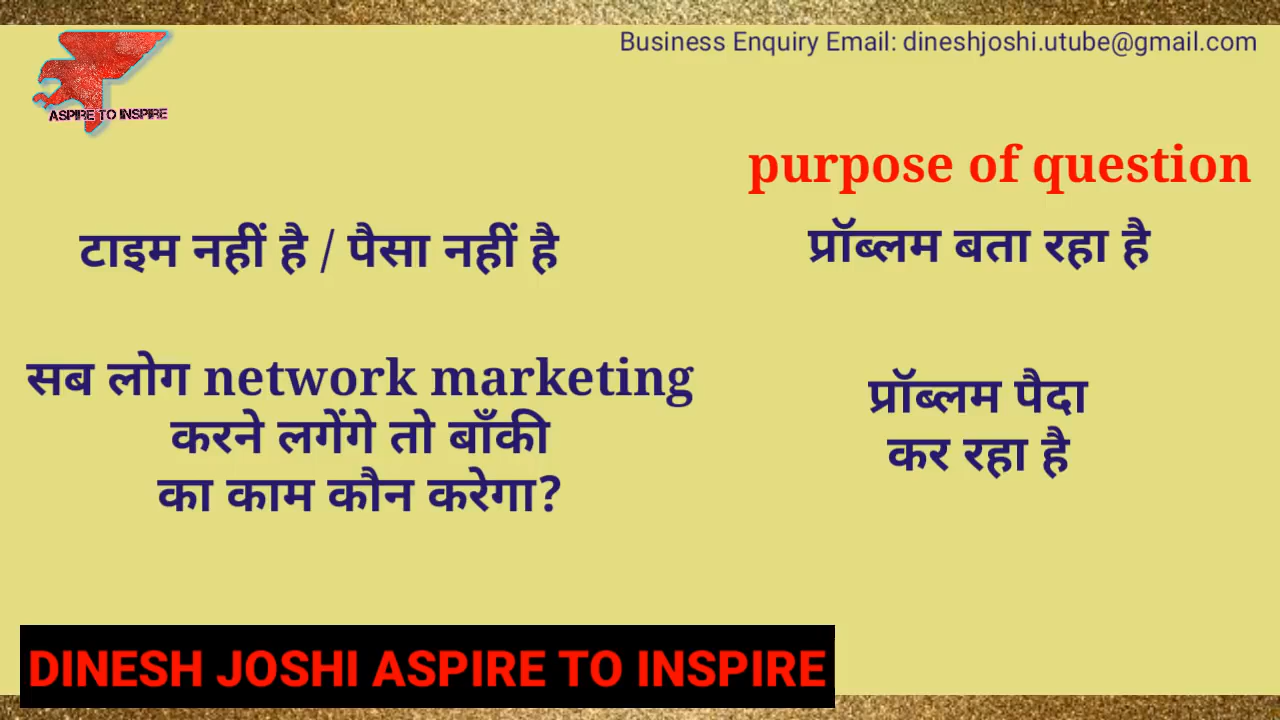 Business Enquiry Email: dineshjoshi.utube@gmail.com
ASPIRE TO INSPIRE
purpose of question
टाइम नहीं है / पैसा नहीं है
प्रॉब्लम बता रहा है
सब लोग network marketing
करने लगेंगे तो बाँकी
का काम कौन करेगा?
प्रॉब्लम पैदा
कर रहा है
DINESH JOSHI ASPIRE TO INSPIRE